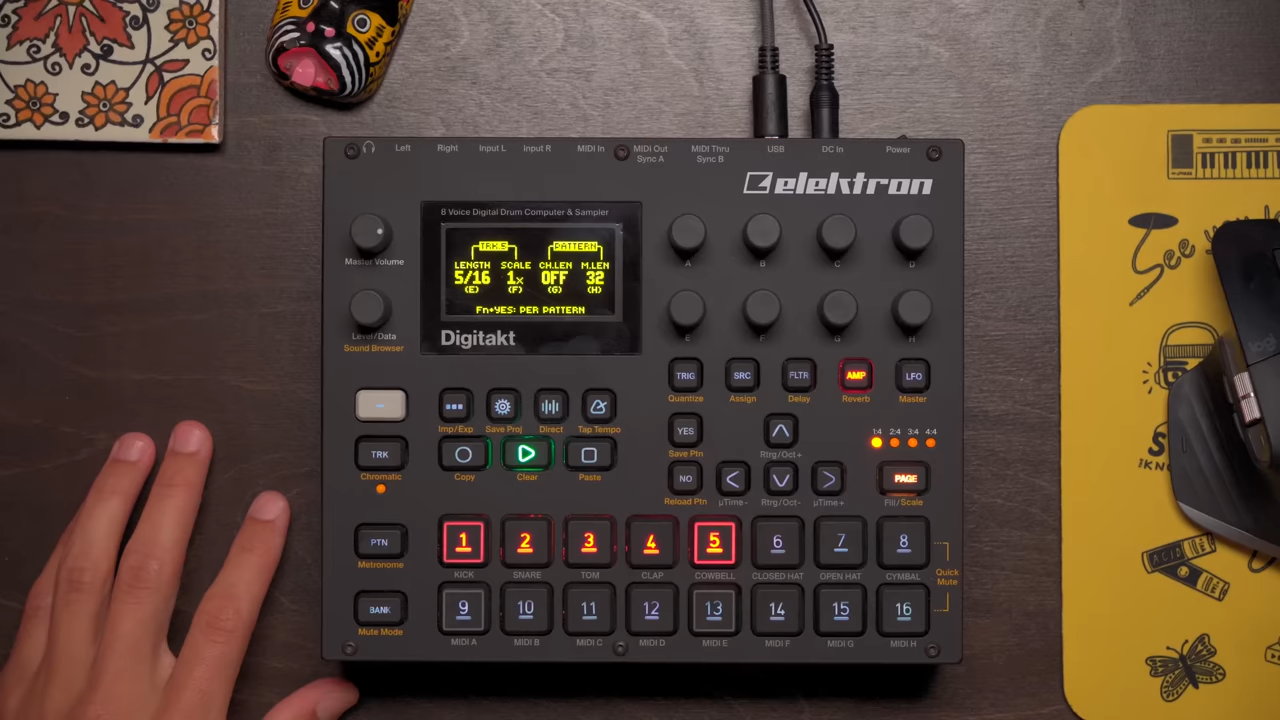 Left Right Input L Input R MIDI In MIDI Out MIDI Thru USB DC In Power
Sync A Sync B
elektron
8 Voice Digital Drum Computer & Sampler
TRK5 PATTERN
LENGTH SCALE CH.LEN M.LEN
5/16 1x OFF 32
(E) (F) (G) (H)
Fn+YES: PER PATTERN
Digitakt
Master Volume
Level/Data
Sound Browser
A B C D
E F G H
TRIG SRC FLTR AMP LFO
Quantize Assign Delay Reverb Master
Imp/Exp Save Proj Direct Tap Tempo
TRK
Chromatic
Copy Clear Paste
YES
Save Ptn
Rtrg/Oct+
1:4 2:4 3:4 4:4
NO
Reload Ptn µTime- Rtrg/Oct- µTime+
PAGE
Fill/Scale
PTN
Metronome
1 2 3 4 5 6 7 8
KICK SNARE TOM CLAP COWBELL CLOSED HAT OPEN HAT CYMBAL
Quick
Mute
BANK
Mute Mode
9 10 11 12 13 14 15 16
MIDI A MIDI B MIDI C MIDI D MIDI E MIDI F MIDI G MIDI H
See
ACID